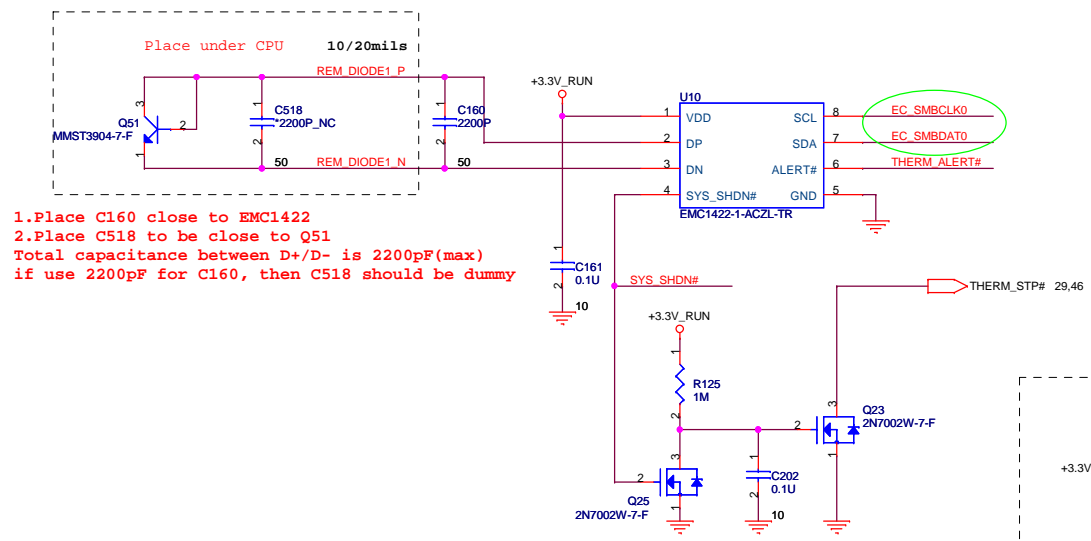 Place under CPU 10/20mils
REM_DIODE1_P
+3.3V_RUN
3
Q51
MMST3904-7-F
2
1
1
C518
*2200P_NC
2
50
1
C160
2200P
2
50
REM_DIODE1_N
U10
1 VDD
2 DP
3 DN
4 SYS_SHDN#
SCL 8 EC_SMBCLK0
SDA 7 EC_SMBDAT0
ALERT# 6 THERM_ALERT#
GND 5
EMC1422-1-ACZL-TR
1.Place C160 close to EMC1422
2.Place C518 to be close to Q51
Total capacitance between D+/D- is 2200pF(max)
if use 2200pF for C160, then C518 should be dummy
1
C161
0.1U
2
10
SYS_SHDN#
THERM_STP# 29,46
+3.3V_RUN
1
R125
1M
2
3
Q23
2N7002W-7-F
2
1
3
2
Q25
2N7002W-7-F
1
1
C202
0.1U
2
10
+3.3V